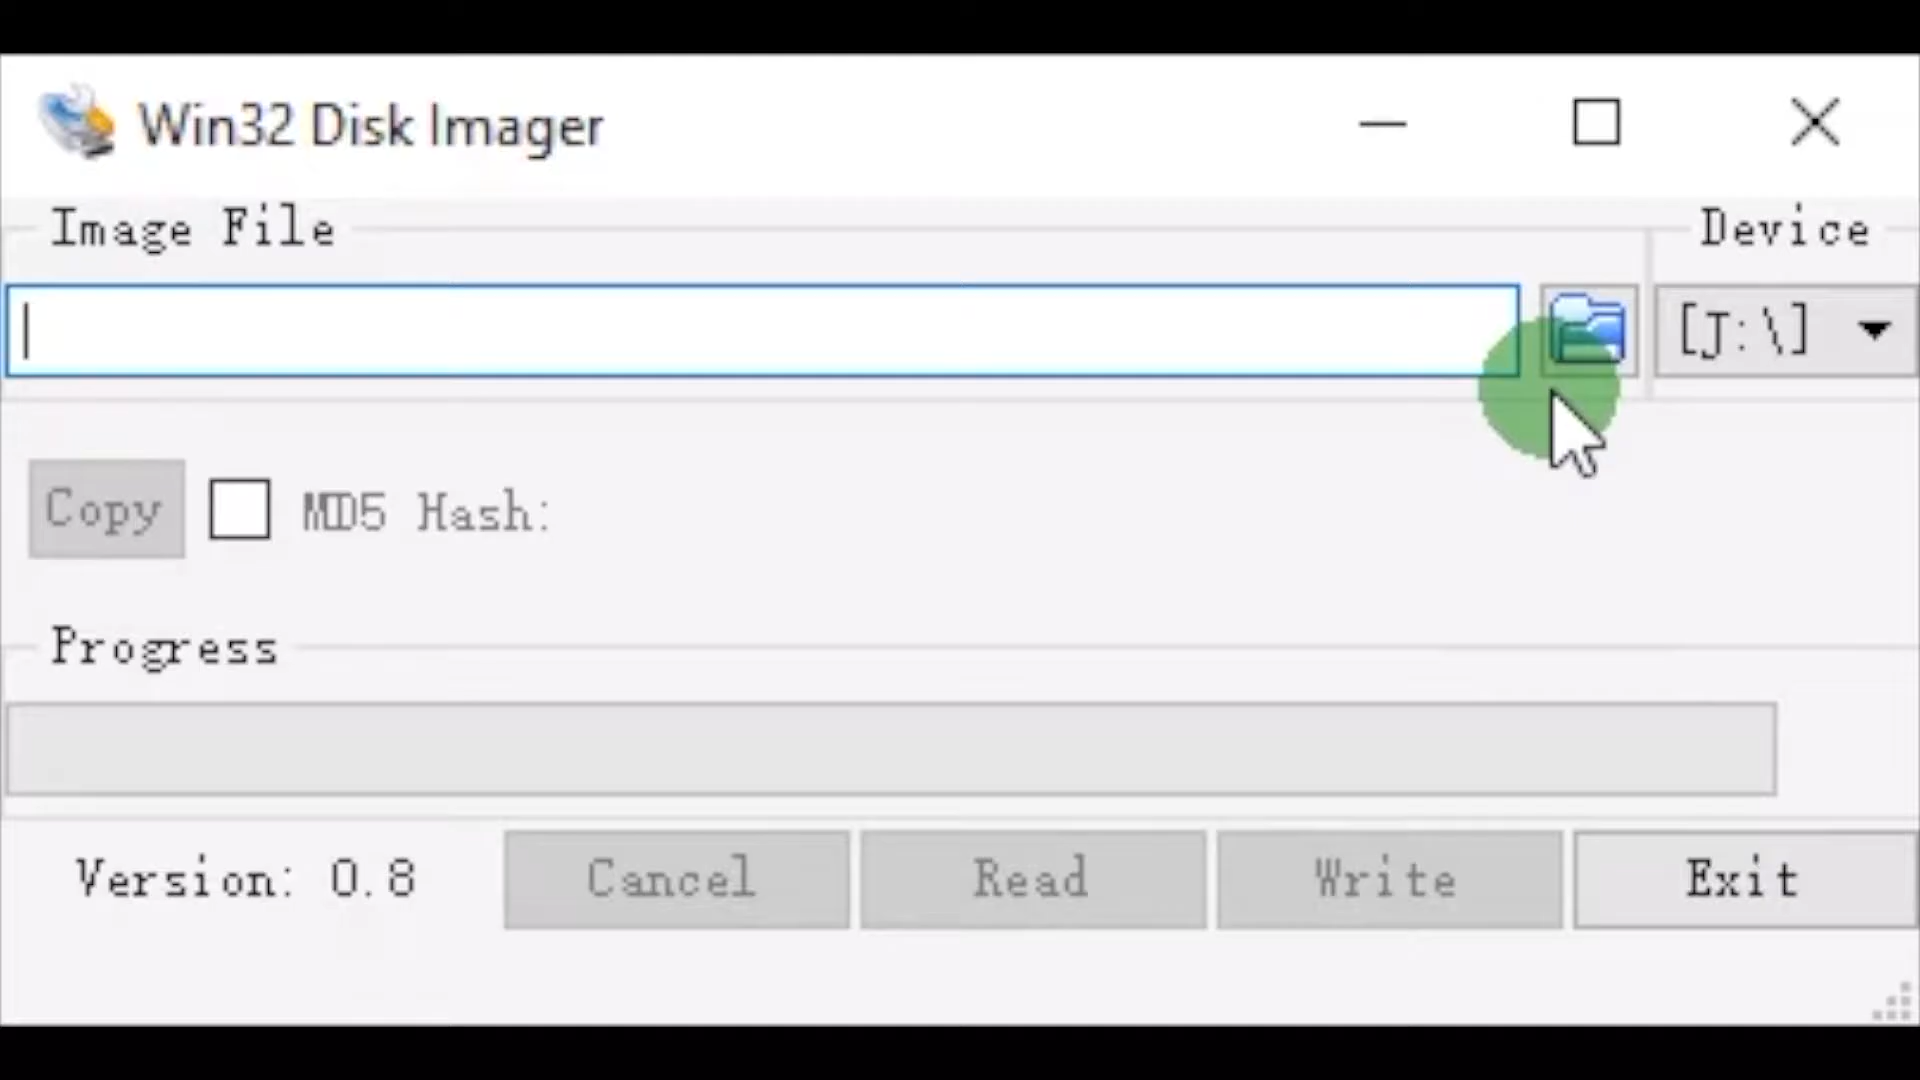 Win32 Disk Imager
Image File
Device
[J:\]
Copy
MD5 Hash:
Progress
Version: 0.8
Cancel
Read
Write
Exit